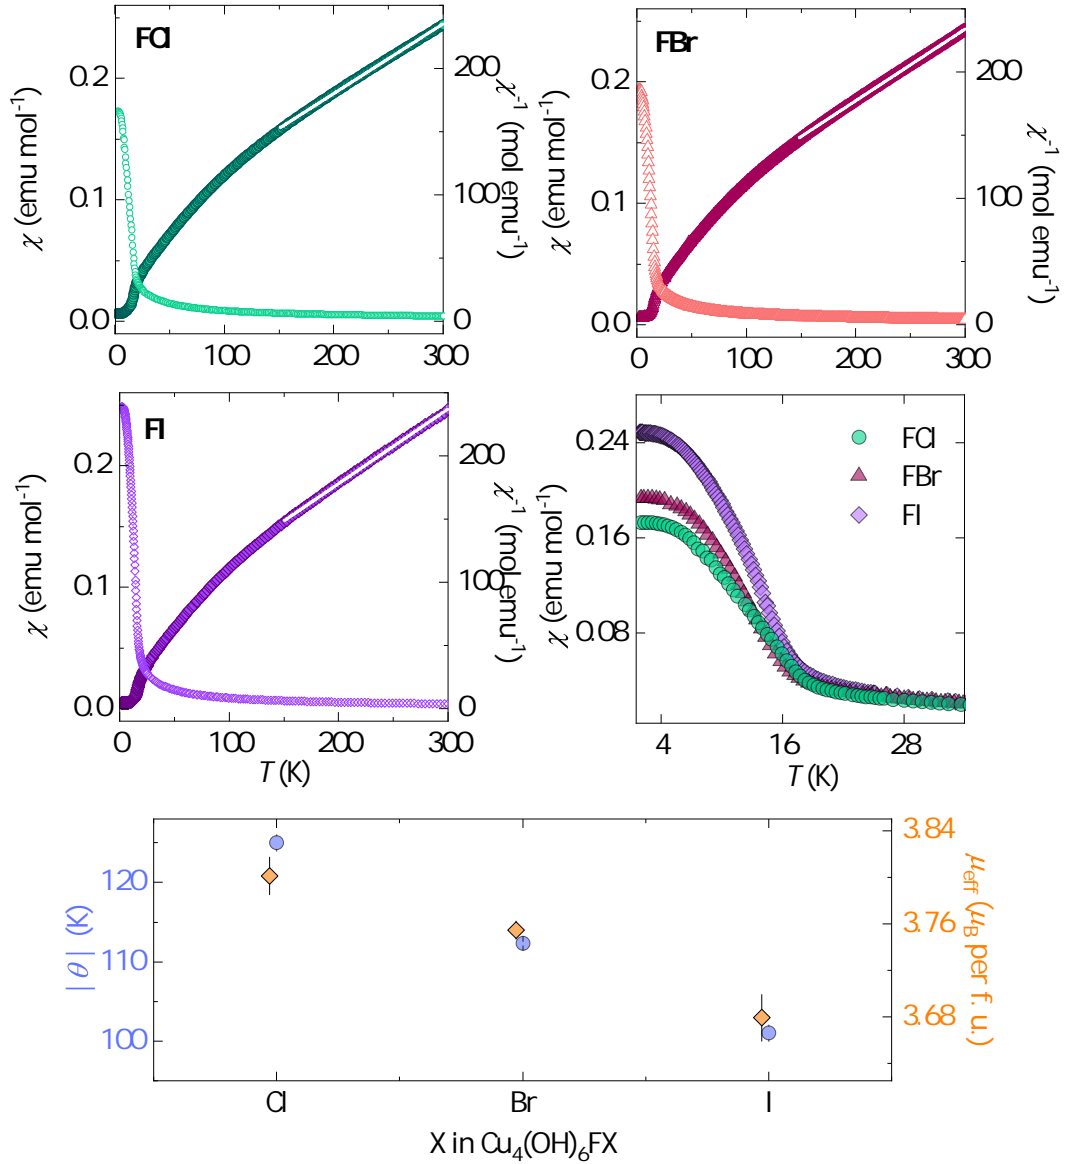 FCl
χ (emu mol⁻¹)
0.2
0.1
0.0
200
100
0
χ⁻¹ (mol emu⁻¹)
0 100 200 300
FBr
χ (emu mol⁻¹)
0.2
0.1
0.0
200
100
0
χ⁻¹ (mol emu⁻¹)
0 100 200 300
FI
χ (emu mol⁻¹)
0.2
0.1
0.0
200
100
0
χ⁻¹ (mol emu⁻¹)
0 100 200 300
T (K)
χ (emu mol⁻¹)
0.24
0.16
0.08
FCl
FBr
FI
4 16 28
T (K)
|θ| (K)
120
110
100
3.84
3.76
3.68
μeff (μB per f. u.)
Cl Br I
X in Cu₄(OH)₆FX